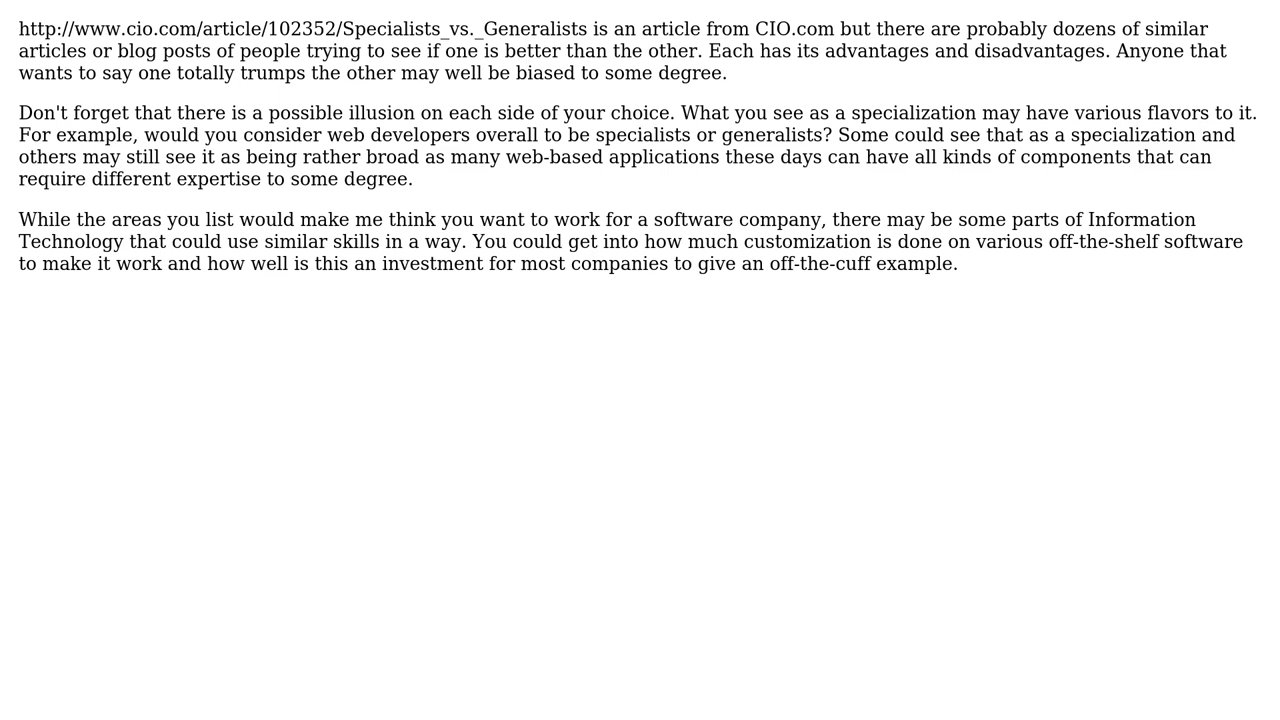 http://www.cio.com/article/102352/Specialists_vs._Generalists is an article from CIO.com but there are probably dozens of similar
articles or blog posts of people trying to see if one is better than the other. Each has its advantages and disadvantages. Anyone that
wants to say one totally trumps the other may well be biased to some degree.
Don't forget that there is a possible illusion on each side of your choice. What you see as a specialization may have various flavors to it.
For example, would you consider web developers overall to be specialists or generalists? Some could see that as a specialization and
others may still see it as being rather broad as many web-based applications these days can have all kinds of components that can
require different expertise to some degree.
While the areas you list would make me think you want to work for a software company, there may be some parts of Information
Technology that could use similar skills in a way. You could get into how much customization is done on various off-the-shelf software
to make it work and how well is this an investment for most companies to give an off-the-cuff example.